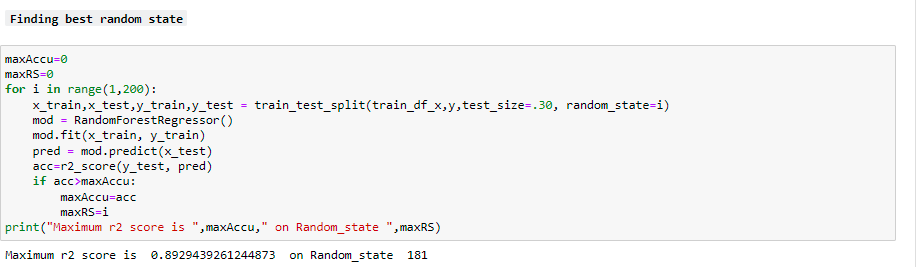 Finding best random state
maxAccu=0
maxRS=0
for i in range(1,200):
    x_train,x_test,y_train,y_test = train_test_split(train_df_x,y,test_size=.30, random_state=i)
    mod = RandomForestRegressor()
    mod.fit(x_train, y_train)
    pred = mod.predict(x_test)
    acc=r2_score(y_test, pred)
    if acc>maxAccu:
        maxAccu=acc
        maxRS=i
print("Maximum r2 score is ",maxAccu," on Random_state ",maxRS)
Maximum r2 score is  0.8929439261244873  on Random_state  181